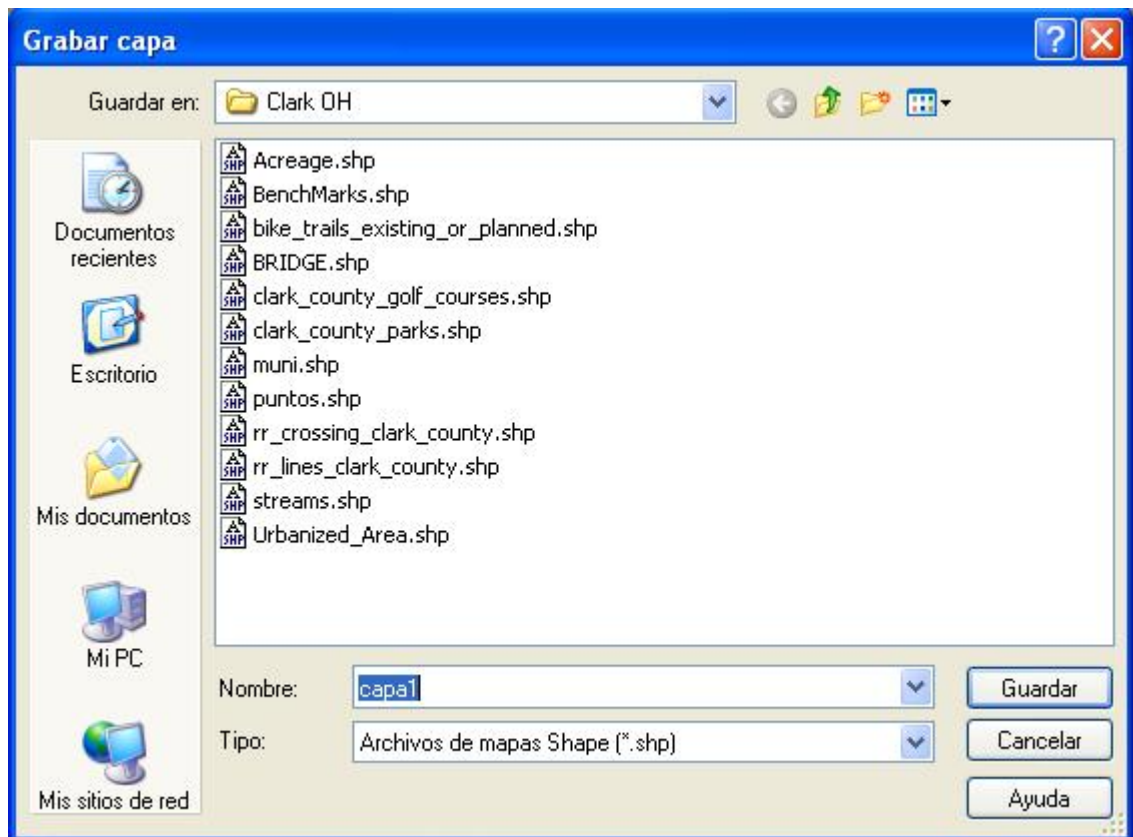 Grabar capa
Guardar en:
Clark OH
Documentos
recientes
Escritorio
Mis documentos
Mi PC
Mis sitios de red
Acreage.shp
BenchMarks.shp
bike_trails_existing_or_planned.shp
BRIDGE.shp
clark_county_golf_courses.shp
clark_county_parks.shp
muni.shp
puntos.shp
rr_crossing_clark_county.shp
rr_lines_clark_county.shp
streams.shp
Urbanized_Area.shp
Nombre:
capa1
Guardar
Tipo:
Archivos de mapas Shape (*.shp)
Cancelar
Ayuda